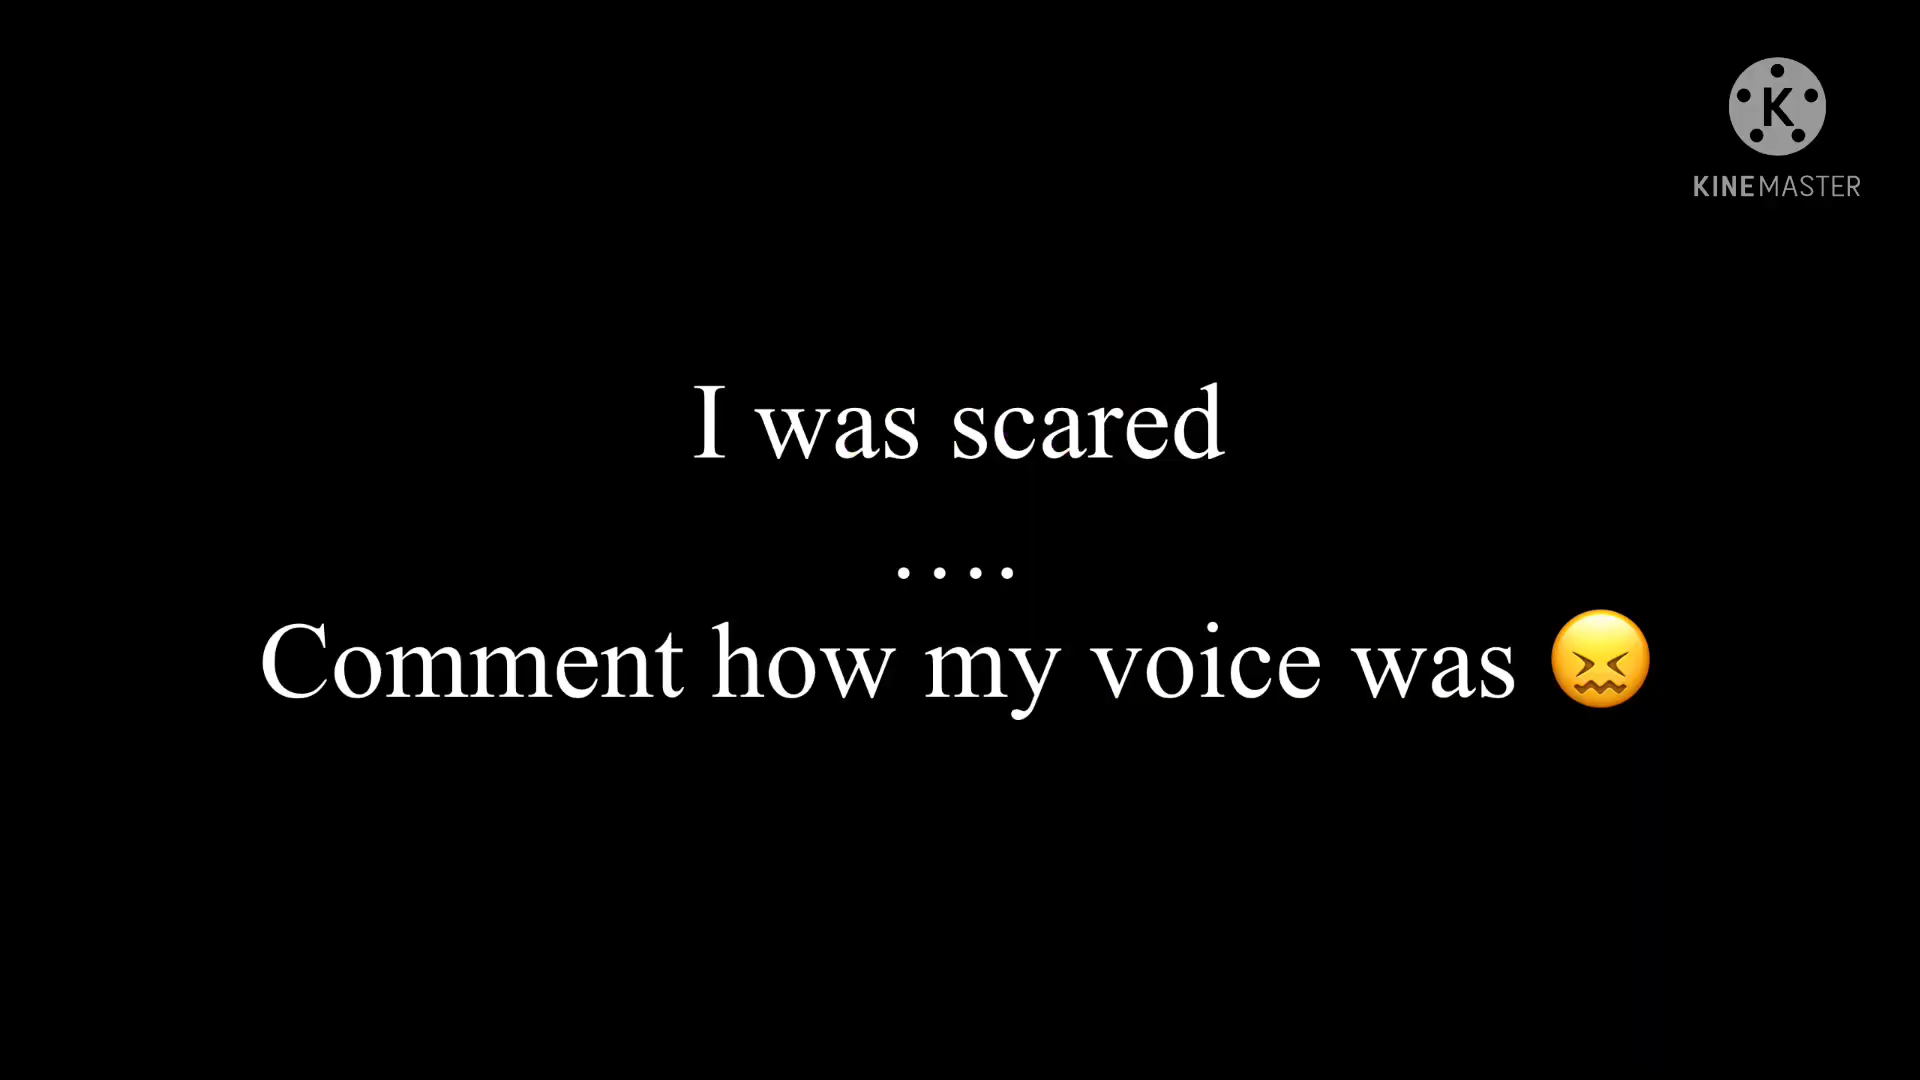 K
KINEMASTER
I was scared
....
Comment how my voice was 😖